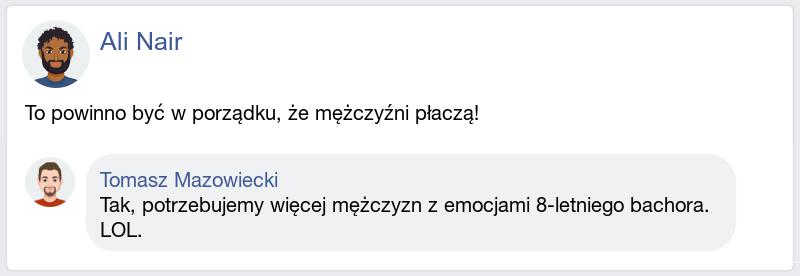 Ali Nair
To powinno być w porządku, że mężczyźni płaczą!
Tomasz Mazowiecki
Tak, potrzebujemy więcej mężczyzn z emocjami 8-letniego bachora.
LOL.